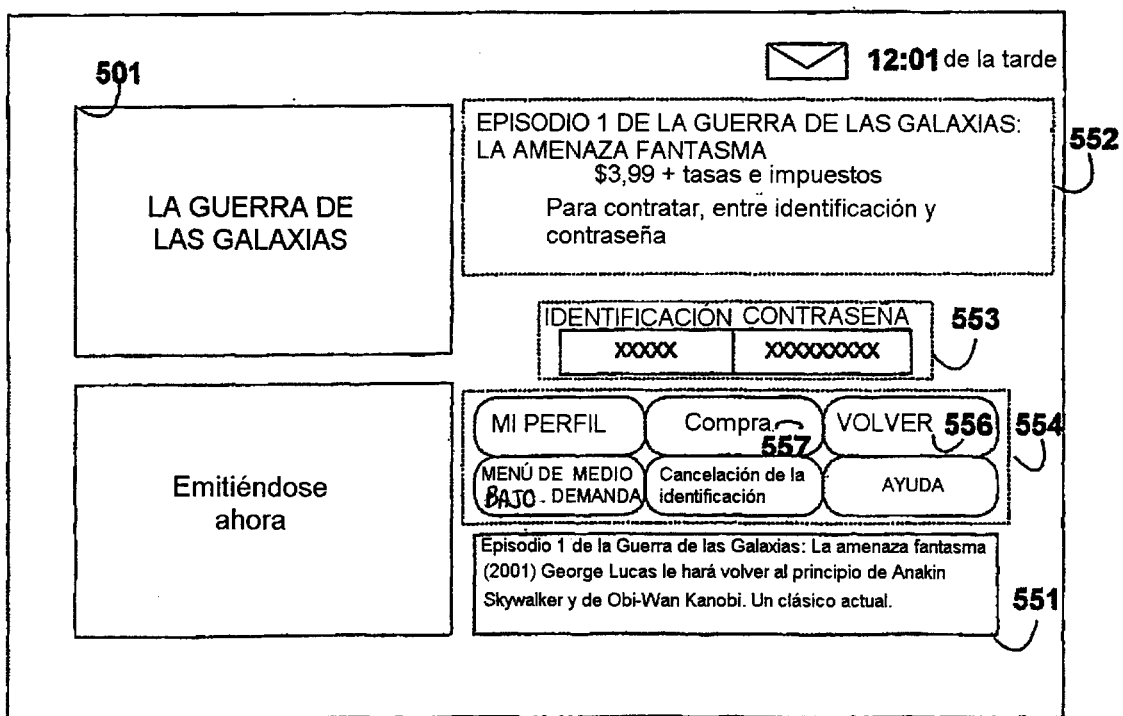 12:01 de la tarde
501
LA GUERRA DE
LAS GALAXIAS
EPISODIO 1 DE LA GUERRA DE LAS GALAXIAS:
LA AMENAZA FANTASMA
$3,99 + tasas e impuestos
Para contratar, entre identificación y
contraseña
552
IDENTIFICACIÓN CONTRASEÑA
XXXXX XXXXXXXXX
553
Emitiéndose
ahora
MI PERFIL
Compra
557
VOLVER
556
554
MENÚ DE MEDIO
BAJO - DEMANDA
Cancelación de la
identificación
AYUDA
Episodio 1 de la Guerra de las Galaxias: La amenaza fantasma
(2001) George Lucas le hará volver al principio de Anakin
Skywalker y de Obi-Wan Kanobi. Un clásico actual.
551